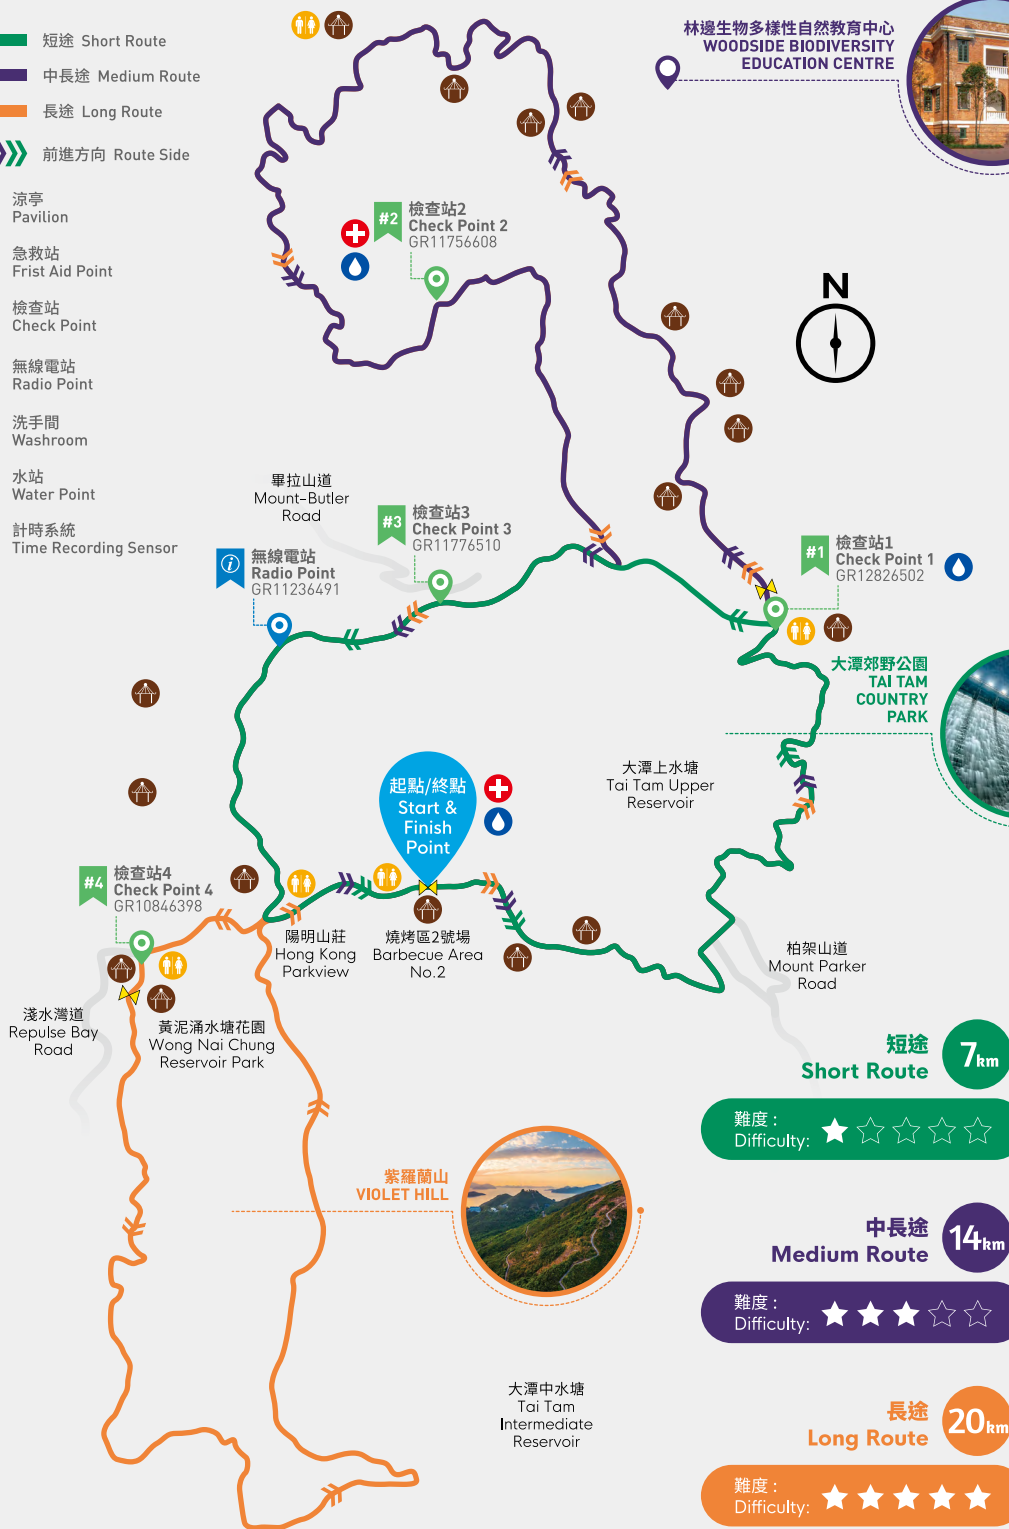 短途 Short Route
中長途 Medium Route
長途 Long Route
前進方向 Route Side
涼亭
Pavilion
急救站
Frist Aid Point
檢查站
Check Point
無線電站
Radio Point
洗手間
Washroom
水站
Water Point
計時系統
Time Recording Sensor
林邊生物多樣性自然教育中心
WOODSIDE BIODIVERSITY
EDUCATION CENTRE
#2
檢查站2
Check Point 2
GR11756608
N
畢拉山道
Mount-Butler
Road
#3
檢查站3
Check Point 3
GR11776510
無線電站
Radio Point
GR11236491
#1
檢查站1
Check Point 1
GR12826502
大潭郊野公園
TAI TAM
COUNTRY
PARK
大潭上水塘
Tai Tam Upper
Reservoir
起點/終點
Start &
Finish
Point
#4
檢查站4
Check Point 4
GR10846398
陽明山莊
Hong Kong
Parkview
燒烤區2號場
Barbecue Area
No.2
柏架山道
Mount Parker
Road
淺水灣道
Repulse Bay
Road
黃泥涌水塘花園
Wong Nai Chung
Reservoir Park
短途
Short Route
7km
難度：
Difficulty:
紫羅蘭山
VIOLET HILL
中長途
Medium Route
14km
難度：
Difficulty:
大潭中水塘
Tai Tam
Intermediate
Reservoir
長途
Long Route
20km
難度：
Difficulty: